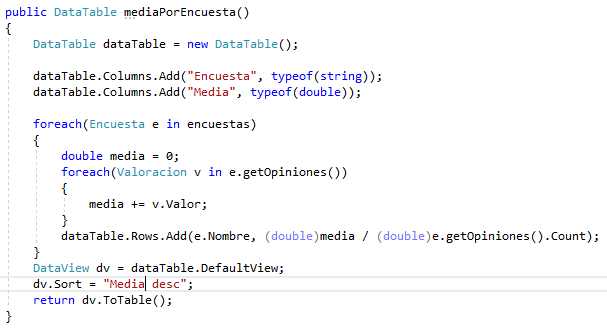 public DataTable mediaPorEncuesta()
{
    DataTable dataTable = new DataTable();
    dataTable.Columns.Add("Encuesta", typeof(string));
    dataTable.Columns.Add("Media", typeof(double));
    foreach(Encuesta e in encuestas)
    {
        double media = 0;
        foreach(Valoracion v in e.getOpiniones())
        {
            media += v.Valor;
        }
        dataTable.Rows.Add(e.Nombre, (double)media / (double)e.getOpiniones().Count);
    }
    DataView dv = dataTable.DefaultView;
    dv.Sort = "Media desc";
    return dv.ToTable();
}